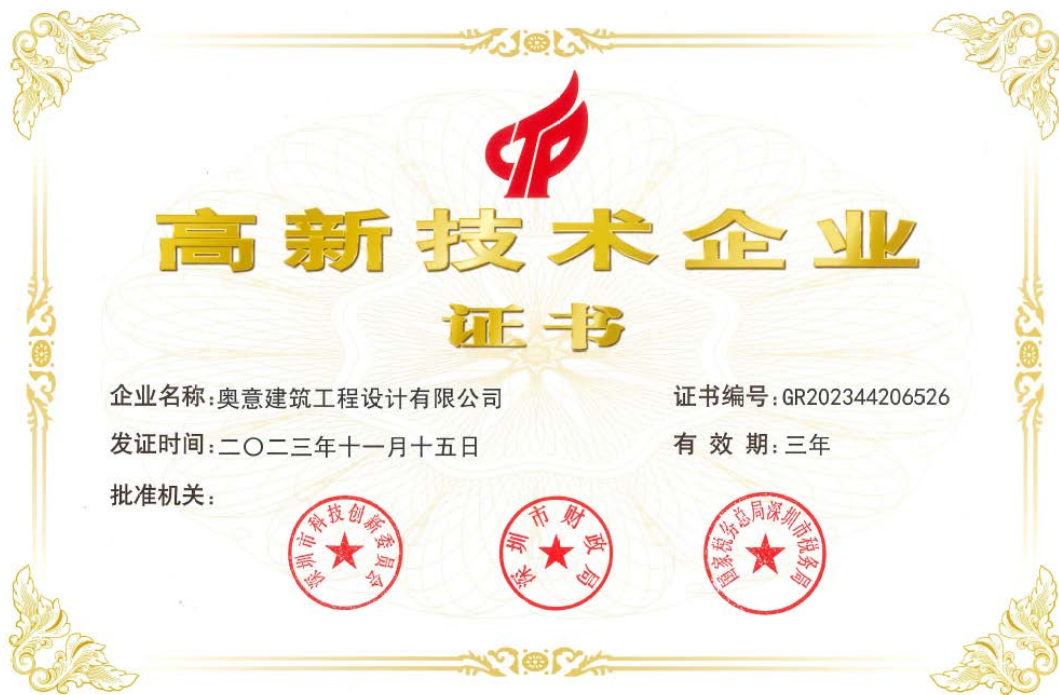 高新技术企业
证书
企业名称:奥意建筑工程设计有限公司
证书编号:GR202344206526
发证时间:二〇二三年十一月十五日
有效期:三年
批准机关:
深圳市科技创新委员会
深圳市财政局
国家税务总局深圳市税务局